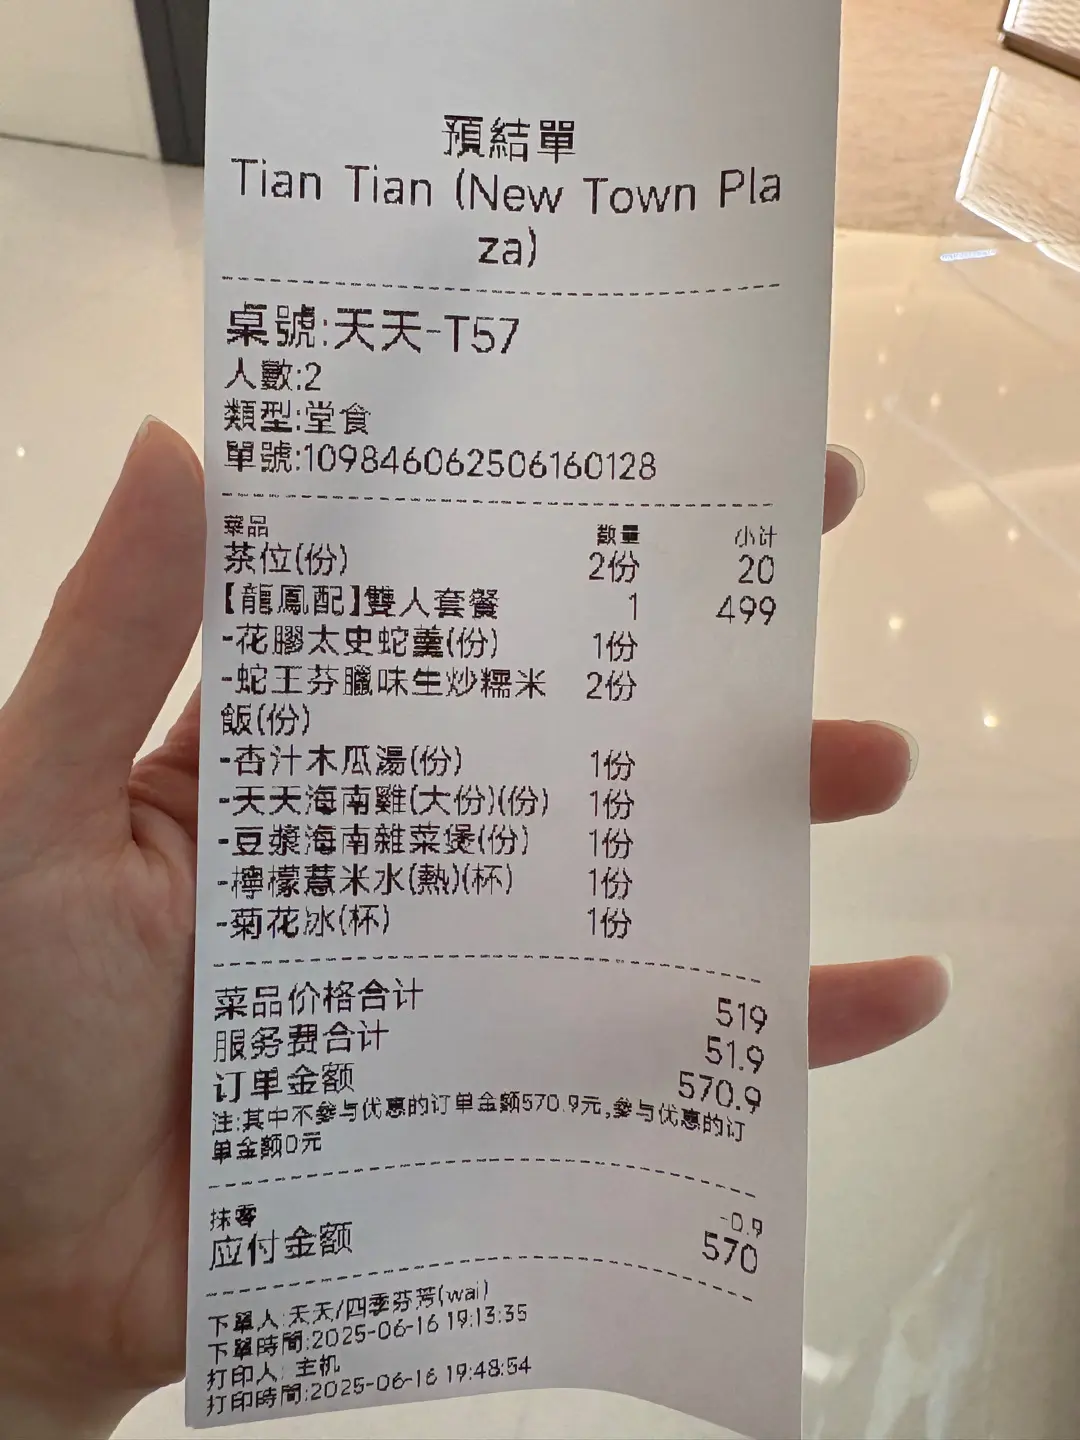 預結單
Tian Tian (New Town Pla
za)
桌號:天天-T57
人數:2
類型:堂食
單號:109846062506160128
菜品 数量 小计
茶位(份) 2份 20
【龍鳳配】雙人套餐 1 499
-花膠太史蛇羹(份) 1份
-蛇王芬臘味生炒糯米 2份
飯(份)
-杏汁木瓜湯(份) 1份
-天天海南雞(大份)(份) 1份
-豆漿海南雜菜煲(份) 1份
-檸檬薏米水(熱)(杯) 1份
-菊花冰(杯) 1份
菜品价格合计 519
服务费合计 51.9
订单金额 570.9
注:其中不参与优惠的订单金额570.9元,参与优惠的订
单金额0元
抹零 -0.9
应付金额 570
下單人:天天/四季芬芳(wai)
下單時間:2025-06-16 19:13:35
打印人: 主机
打印時間:2025-06-16 19:48:54